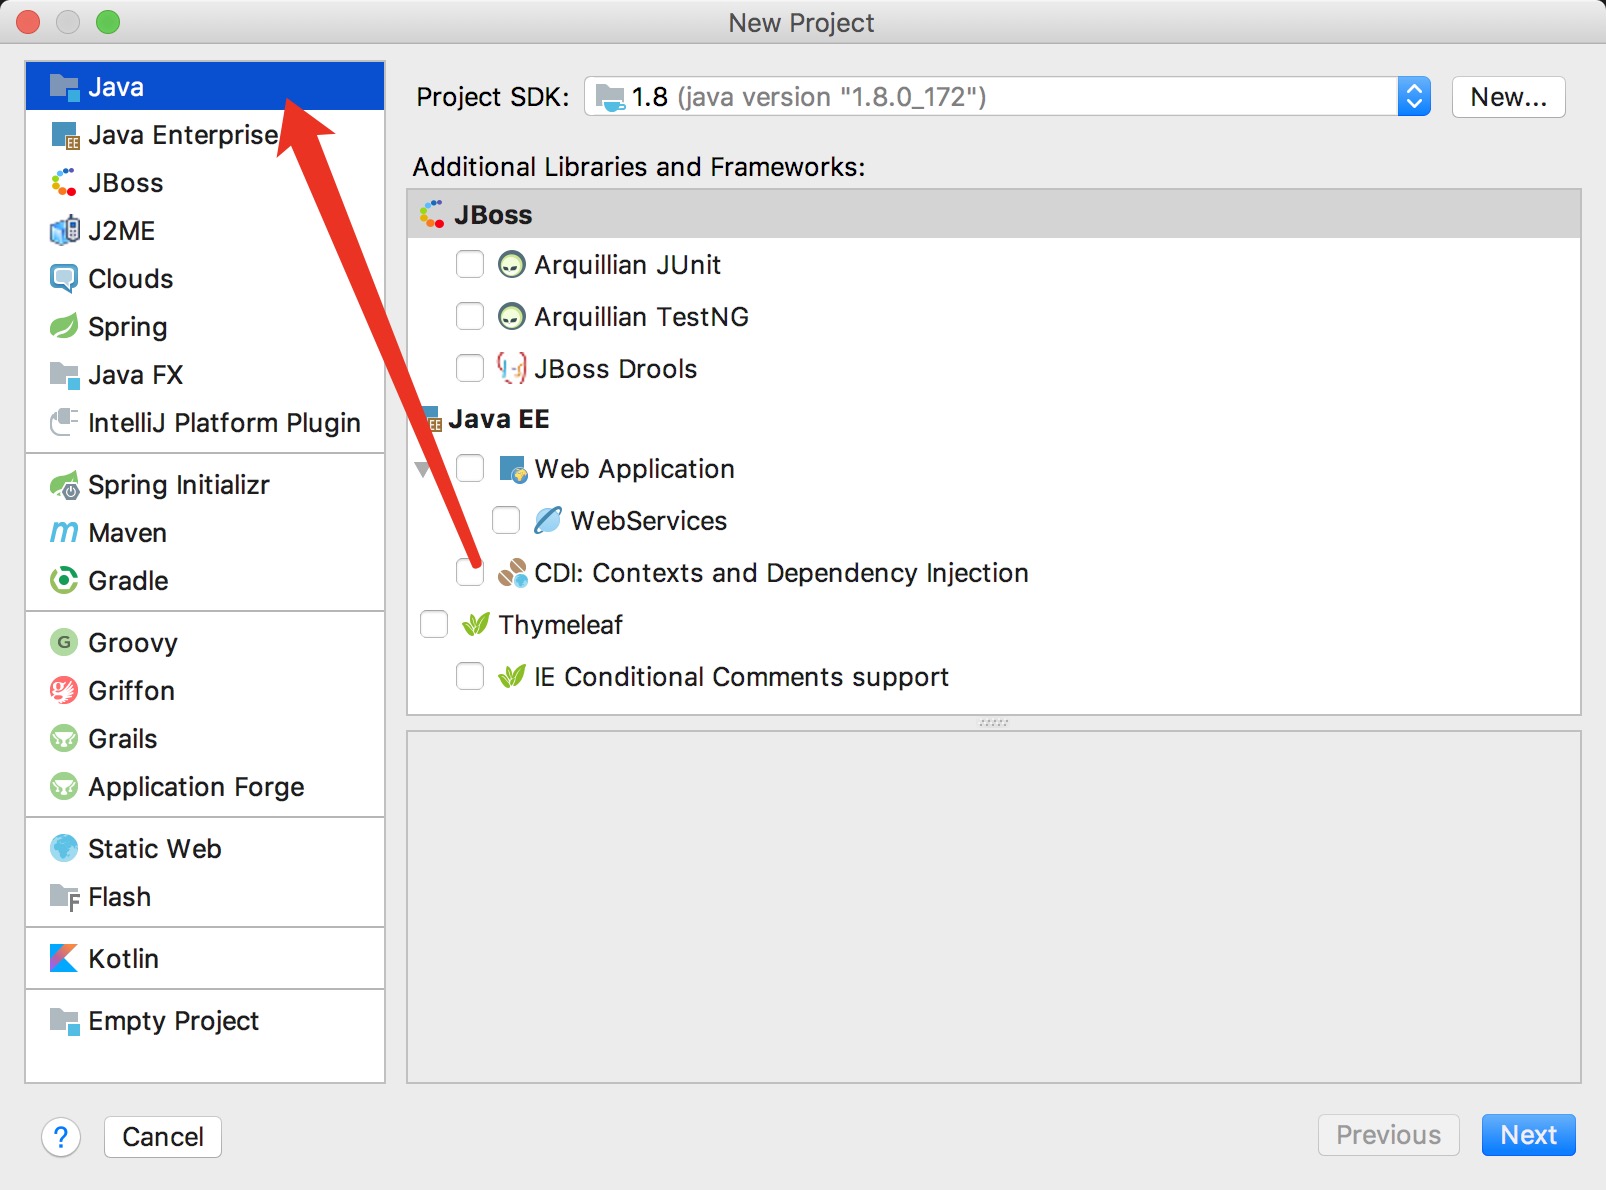 New Project
Java
Java Enterprise
JBoss
J2ME
Clouds
Spring
Java FX
IntelliJ Platform Plugin
Spring Initializr
Maven
Gradle
Groovy
Griffon
Grails
Application Forge
Static Web
Flash
Kotlin
Empty Project
Project SDK: 1.8 (java version "1.8.0_172") New...
Additional Libraries and Frameworks:
JBoss
Arquillian JUnit
Arquillian TestNG
JBoss Drools
Java EE
Web Application
WebServices
CDI: Contexts and Dependency Injection
Thymeleaf
IE Conditional Comments support
? Cancel Previous Next